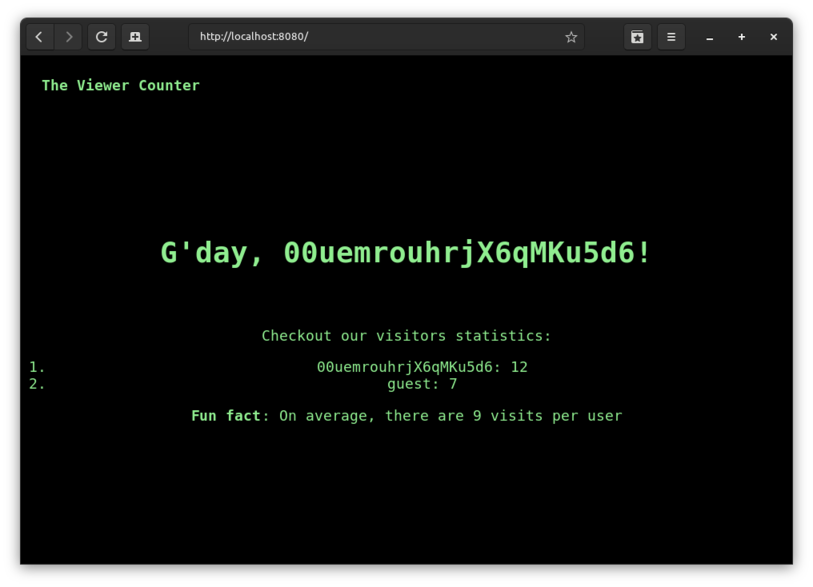 http://localhost:8080/
The Viewer Counter
G'day, 00uemrouhrjX6qMKu5d6!
Checkout our visitors statistics:
1. 00uemrouhrjX6qMKu5d6: 12
2. guest: 7
Fun fact: On average, there are 9 visits per user